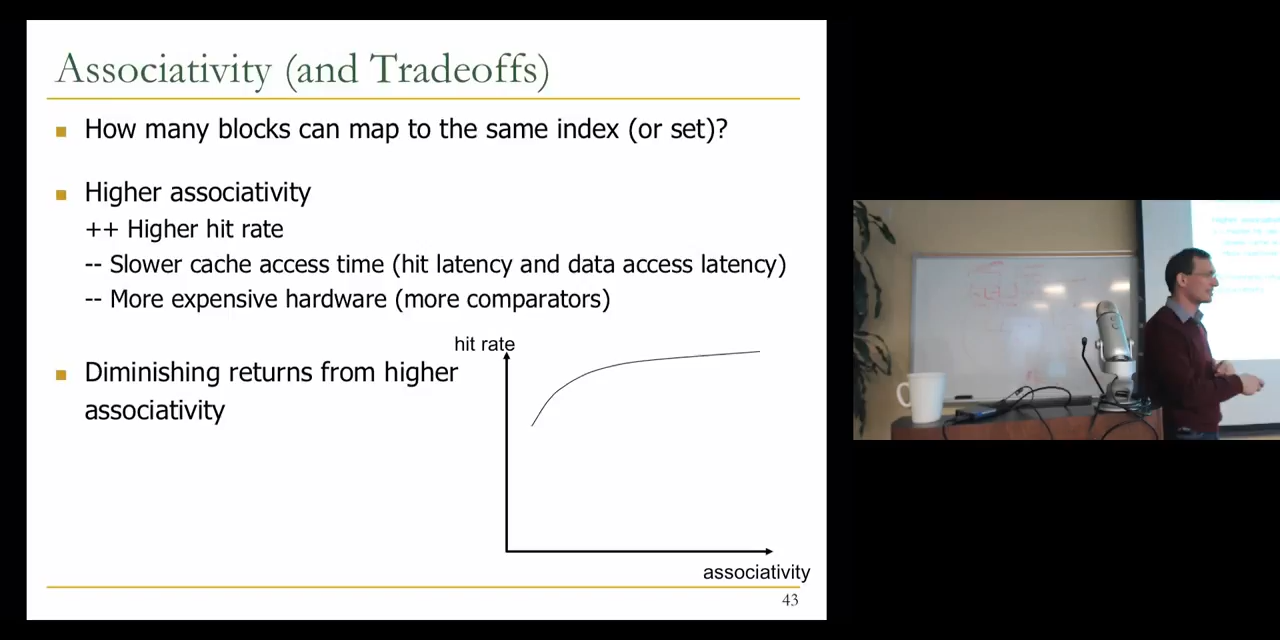 Associativity (and Tradeoffs)
How many blocks can map to the same index (or set)?
Higher associativity
++ Higher hit rate
-- Slower cache access time (hit latency and data access latency)
-- More expensive hardware (more comparators)
Diminishing returns from higher
associativity
hit rate
associativity
43